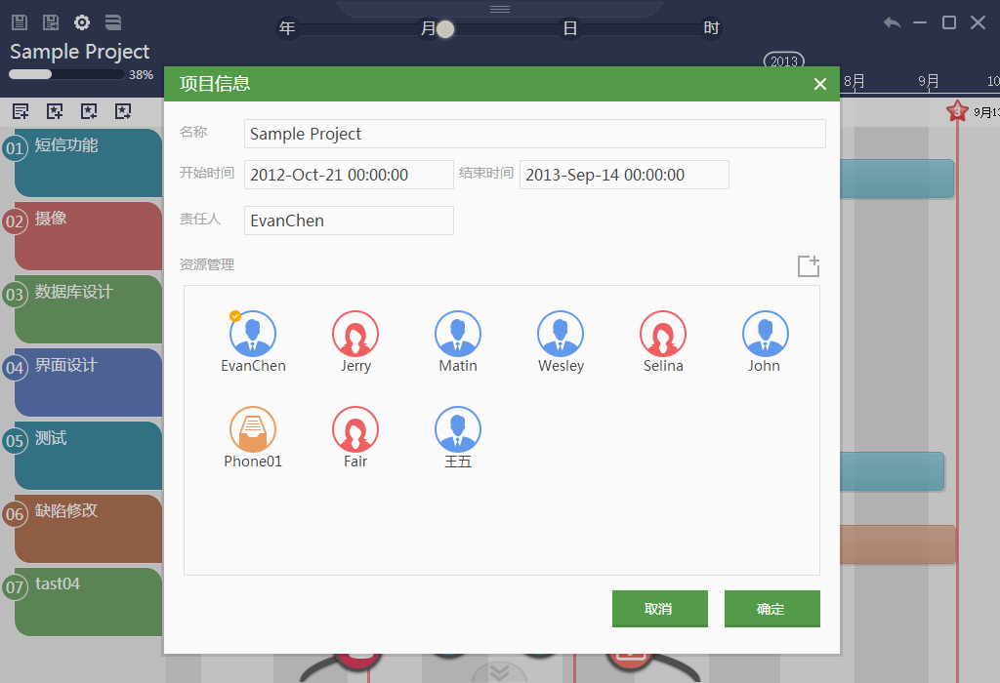 年 月 日 时
Sample Project
38%
2013
8月 9月 10
项目信息
9月13
名称 Sample Project
开始时间 2012-Oct-21 00:00:00 结束时间 2013-Sep-14 00:00:00
责任人 EvanChen
资源管理
EvanChen Jerry Matin Wesley Selina John
Phone01 Fair 王五
取消 确定
01 短信功能
02 摄像
03 数据库设计
04 界面设计
05 测试
06 缺陷修改
07 tast04